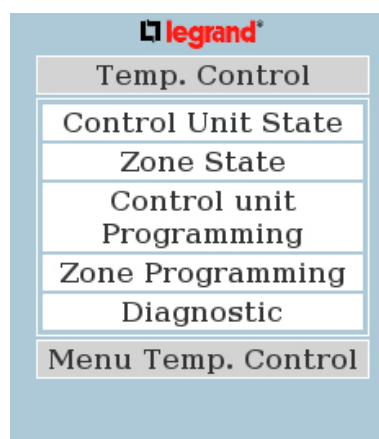 legrand®
Temp. Control
Control Unit State
Zone State
Control unit
Programming
Zone Programming
Diagnostic
Menu Temp. Control